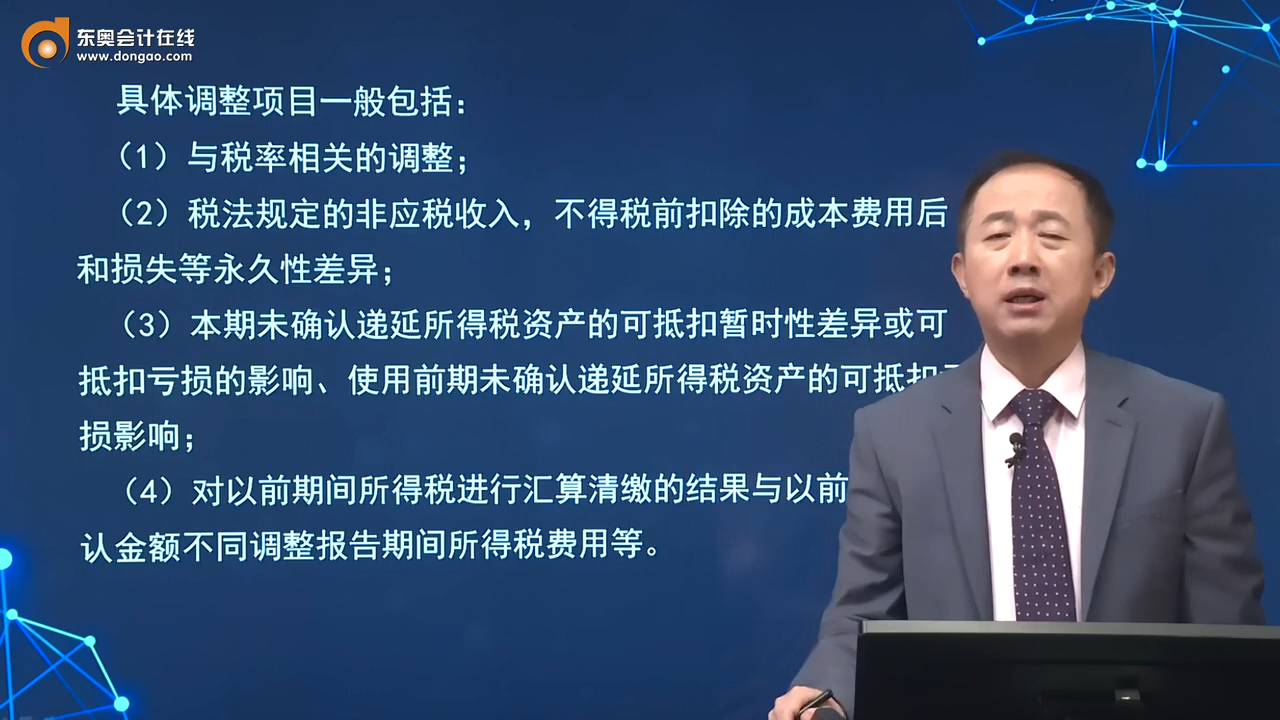 东奥会计在线
www.dongao.com
具体调整项目一般包括：
（1）与税率相关的调整；
（2）税法规定的非应税收入，不得税前扣除的成本费用后
和损失等永久性差异；
（3）本期未确认递延所得税资产的可抵扣暂时性差异或可
抵扣亏损的影响、使用前期未确认递延所得税资产的可抵扣
损影响；
（4）对以前期间所得税进行汇算清缴的结果与以前
认金额不同调整报告期间所得税费用等。